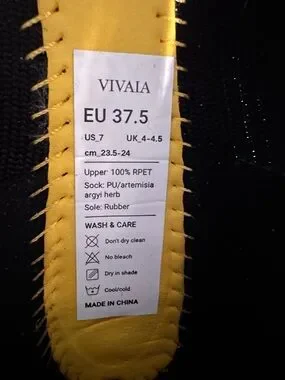 VIVAIA
EU 37.5
US_7 UK_4-4.5
cm_23.5-24
Upper: 100% RPET
Sock: PU/artemisia
argyi herb
Sole: Rubber
WASH & CARE
Don't dry clean
No bleach
Dry in shade
Cool/cold
MADE IN CHINA